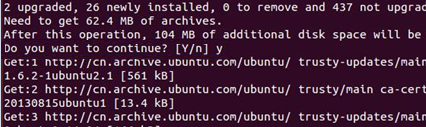 2 upgraded, 26 newly installed, 0 to remove and 437 not upgrad
Need to get 62.4 MB of archives.
After this operation, 104 MB of additional disk space will be
Do you want to continue? [Y/n] y
Get:1 http://cn.archive.ubuntu.com/ubuntu/ trusty-updates/main
1.6.2-1ubuntu2.1 [561 kB]
Get:2 http://cn.archive.ubuntu.com/ubuntu/ trusty/main ca-cert
20130815ubuntu1 [13.4 kB]
Get:3 http://cn.archive.ubuntu.com/ubuntu/ trusty-updates/main